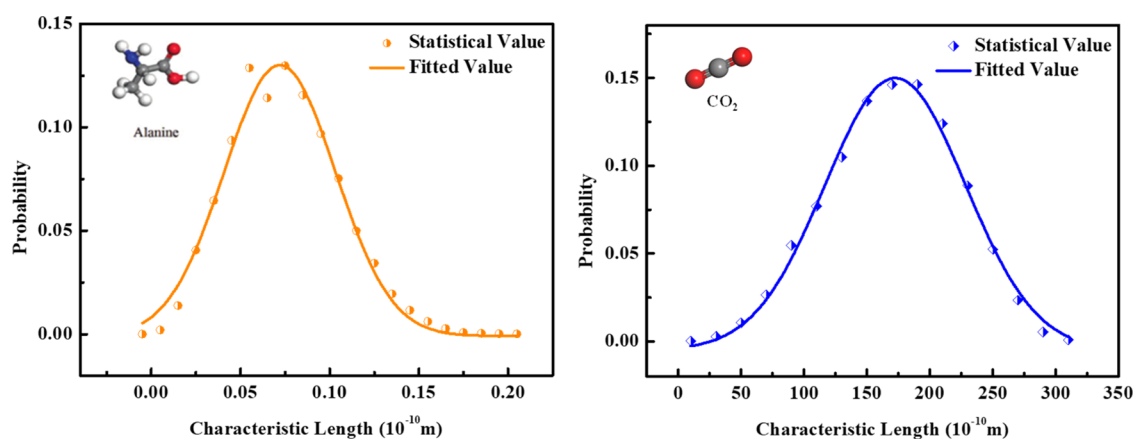 0.15
0.10
0.05
0.00
Probability
Alanine
Statistical Value
Fitted Value
0.00 0.05 0.10 0.15 0.20
Characteristic Length (10⁻¹⁰m)
0.15
0.10
0.05
0.00
Probability
CO₂
Statistical Value
Fitted Value
0 50 100 150 200 250 300 350
Characteristic Length (10⁻¹⁰m)